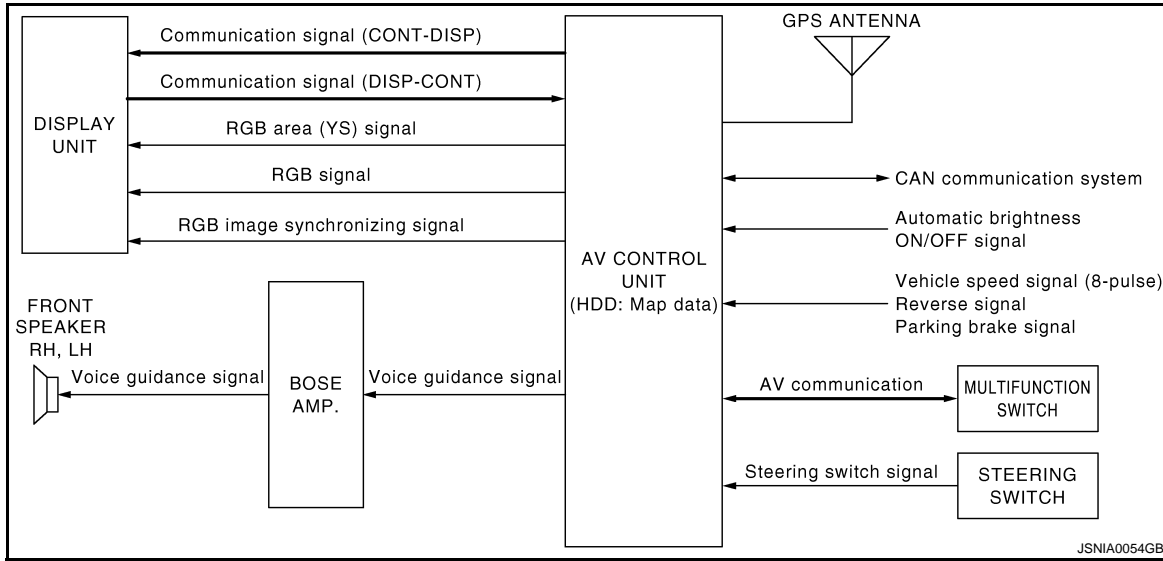 GPS ANTENNA
Communication signal (CONT-DISP)
Communication signal (DISP-CONT)
DISPLAY
UNIT
RGB area (YS) signal
RGB signal
RGB image synchronizing signal
CAN communication system
Automatic brightness
ON/OFF signal
AV CONTROL
UNIT
(HDD: Map data)
Vehicle speed signal (8-pulse)
Reverse signal
Parking brake signal
FRONT
SPEAKER
RH, LH
Voice guidance signal
BOSE
AMP.
Voice guidance signal
AV communication
MULTIFUNCTION
SWITCH
Steering switch signal
STEERING
SWITCH
JSNIA0054GB